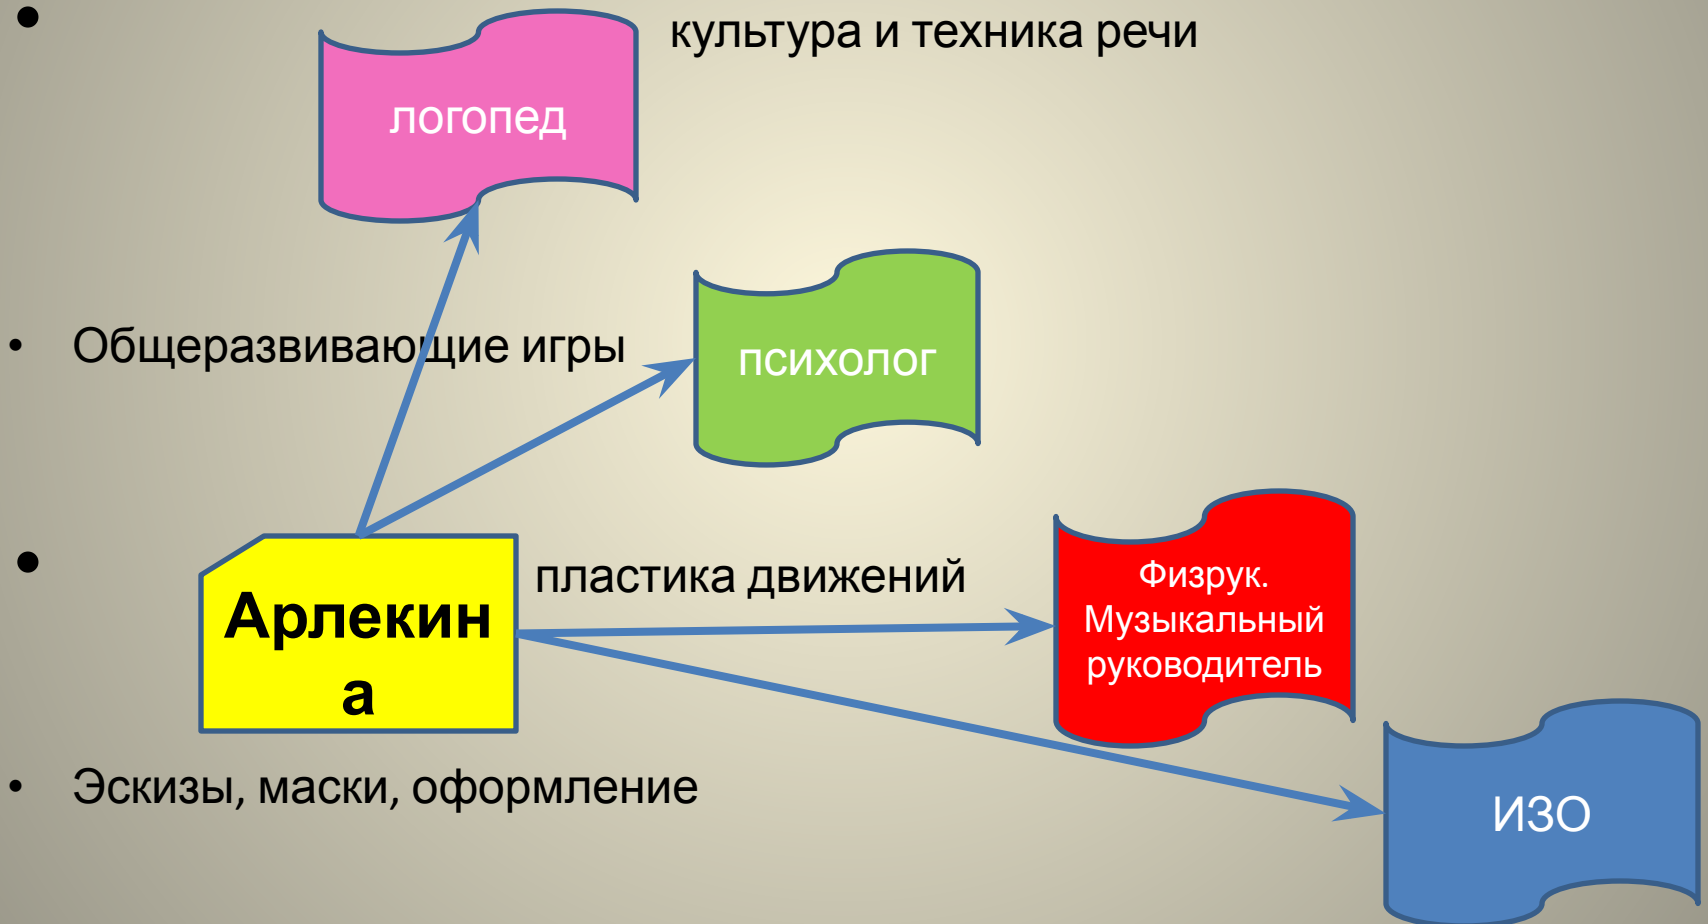 культура и техника речи
логопед
Общеразвивающие игры
психолог
пластика движений
Физрук.
Музыкальный
руководитель
Арлекин
а
Эскизы, маски, оформление
ИЗО